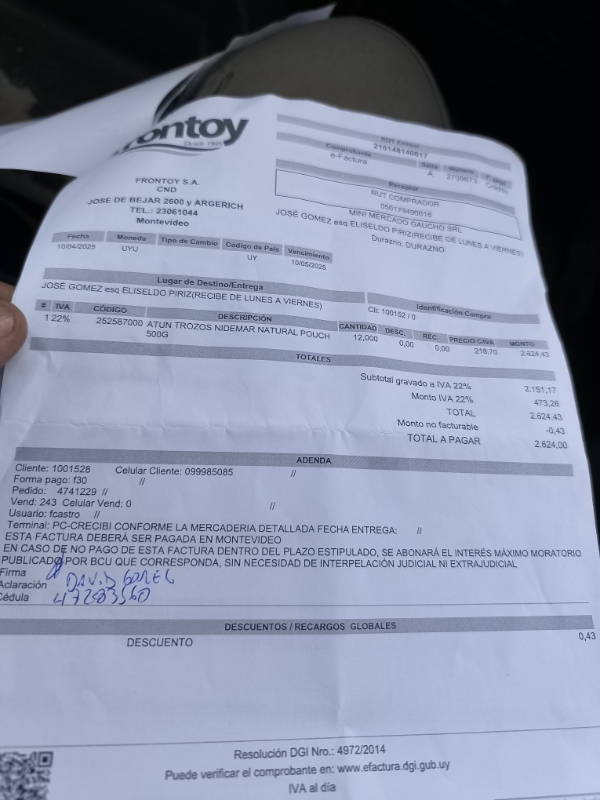 rontoy
Desde
FRONTOY S.A.
CND
JOSE DE BEJAR 2600 y ARGERICH
TEL.: 23061044
Montevideo
RUT Emisor
210148140017
Comprobante Serie Número
e-Factura A Crédito
Receptor
RUT COMPRADOR
MINI MERCADO GAUCHO SRL
JOSÉ GOMEZ esq ELISELDO PIRIZ(RECIBE DE LUNES A VIERNES)
Durazno, DURAZNO
Fecha Moneda Tipo de Cambio Código de País Vencimiento
10/04/2025 UYU UY 10/05/2025
Lugar de Destino/Entrega Identificación Compra
JOSÉ GOMEZ esq ELISELDO PIRIZ(RECIBE DE LUNES A VIERNES) CE: 100152 / 0
# IVA CÓDIGO DESCRIPCIÓN CANTIDAD DESC. REC. PRECIO C/IVA MONTO
1 22% 252587000 ATUN TROZOS NIDEMAR NATURAL POUCH 12,000 0,00 0,00 218,70 2.624,43
500G
TOTALES
Subtotal gravado a IVA 22% 2.151,17
Monto IVA 22% 473,26
TOTAL 2.624,43
Monto no facturable -0,43
TOTAL A PAGAR 2.624,00
ADENDA
Cliente: 1001528 Celular Cliente: 099985085 //
Forma pago: f30 //
Pedido: 4741229 //
Vend: 243 Celular Vend: 0 //
Usuario: fcastro //
Terminal: PC-CRECIBI CONFORME LA MERCADERIA DETALLADA FECHA ENTREGA: //
ESTA FACTURA DEBERÁ SER PAGADA EN MONTEVIDEO
EN CASO DE NO PAGO DE ESTA FACTURA DENTRO DEL PLAZO ESTIPULADO, SE ABONARÁ EL INTERÉS MÁXIMO MORATORIO
PUBLICADO POR BCU QUE CORRESPONDA, SIN NECESIDAD DE INTERPELACIÓN JUDICIAL NI EXTRAJUDICIAL
Firma
Aclaración DAVID
Cédula
DESCUENTOS / RECARGOS GLOBALES
DESCUENTO 0,43
Resolución DGI Nro.: 4972/2014
Puede verificar el comprobante en: www.efactura.dgi.gub.uy
IVA al día